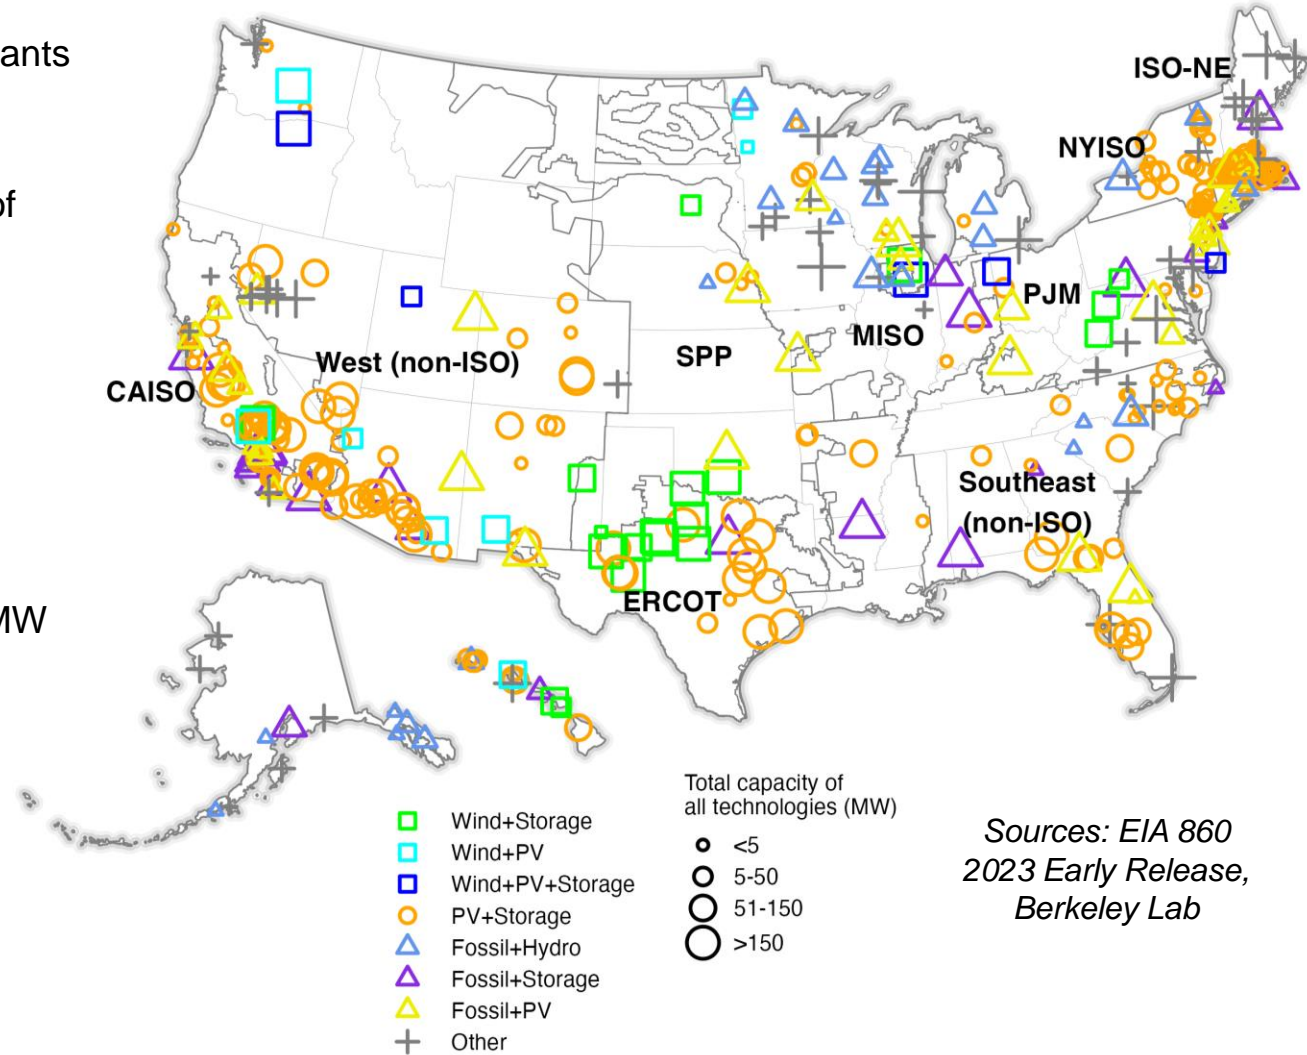 ants
of
MW
ISO-NE
NYISO
PJM
MISO
SPP
West (non-ISO)
CAISO
Southeast
(non-ISO)
ERCOT
Wind+Storage
Wind+PV
Wind+PV+Storage
PV+Storage
Fossil+Hydro
Fossil+Storage
Fossil+PV
Other
Total capacity of
all technologies (MW)
<5
5-50
51-150
>150
Sources: EIA 860
2023 Early Release,
Berkeley Lab